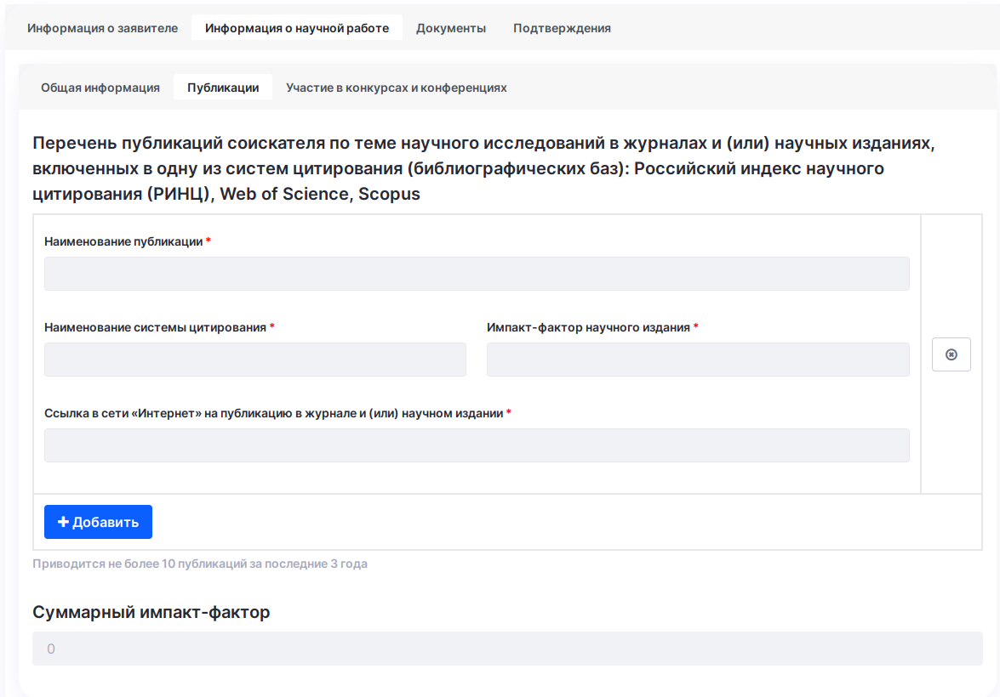 Информация о заявителе Информация о научной работе Документы Подтверждения
Общая информация Публикации Участие в конкурсах и конференциях
Перечень публикаций соискателя по теме научного исследований в журналах и (или) научных изданиях,
включенных в одну из систем цитирования (библиографических баз): Российский индекс научного
цитирования (РИНЦ), Web of Science, Scopus
Наименование публикации *
Наименование системы цитирования * Импакт-фактор научного издания *
Ссылка в сети «Интернет» на публикацию в журнале и (или) научном издании *
+ Добавить
Приводится не более 10 публикаций за последние 3 года
Суммарный импакт-фактор
0